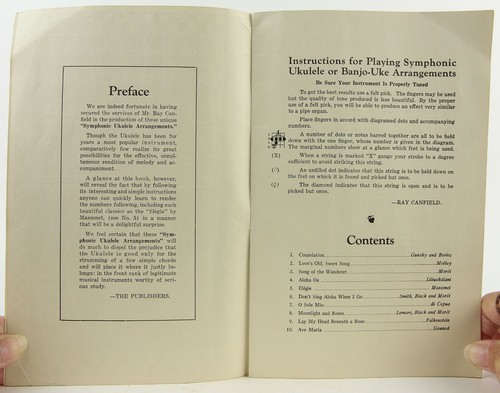 Preface
We are indeed fortunate in having
secured the services of Mr. Ray Can-
field in the production of these unique
"Symphonic Ukulele Arrangements."
Though the Ukulele has been for
years a most popular instrument,
comparatively few realize its great
possibilities for the effective, simul-
taneous rendition of melody and ac-
companiment.
A glance at this book, however,
will reveal the fact that by following
its interesting and simple instructions
anyone can quickly learn to render
the numbers following, including such
beautiful classics as the "Elégie" by
Massenet, (see No. 5) in a manner
that will be a delightful surprise.
We feel certain that these "Sym-
phonic Ukulele Arrangements" will
do much to dispel the prejudice that
the Ukulele is good only for the
strumming of a few simple chords
and will place it where it justly be-
longs: in the front rank of legitimate
musical instruments worthy of seri-
ous study.
—THE PUBLISHERS.
Instructions for Playing Symphonic
Ukulele or Banjo-Uke Arrangements
Be Sure Your Instrument Is Properly Tuned
To get the best results use a felt pick. The fingers may be used
but the quality of tone produced is less beautiful. By the proper
use of a felt pick, you will be able to produce an effect very similar
to a pipe organ.
Place fingers in accord with diagramed dots and accompanying
numbers.
A number of dots or notes barred together are all to be held
down with the one finger, whose number is given in the diagram.
The marginal numbers show at a glance which fret is being used.
(X) When a string is marked "X" gauge your stroke to a degree
sufficient to avoid striking this string.
An unfilled dot indicates that this string is to be held down on
the fret on which it is found and picked but once.
The diamond indicates that this string is open and is to be
picked but once.
—RAY CANFIELD.
Contents
1. Consolation Gumsky and Bories
2. Love's Old, Sweet Song Molloy
3. Song of the Wanderer Morét
4. Aloha Oe Liliuokalani
5. Elégie Massenet
6. Don't Sing Aloha When I Go Smith, Black and Morét
7. O Sole Mio di Capua
8. Moonlight and Roses Lemare, Black and Morét
9. Lay My Head Beneath a Rose Falkenstein
10. Ave Maria Gounod